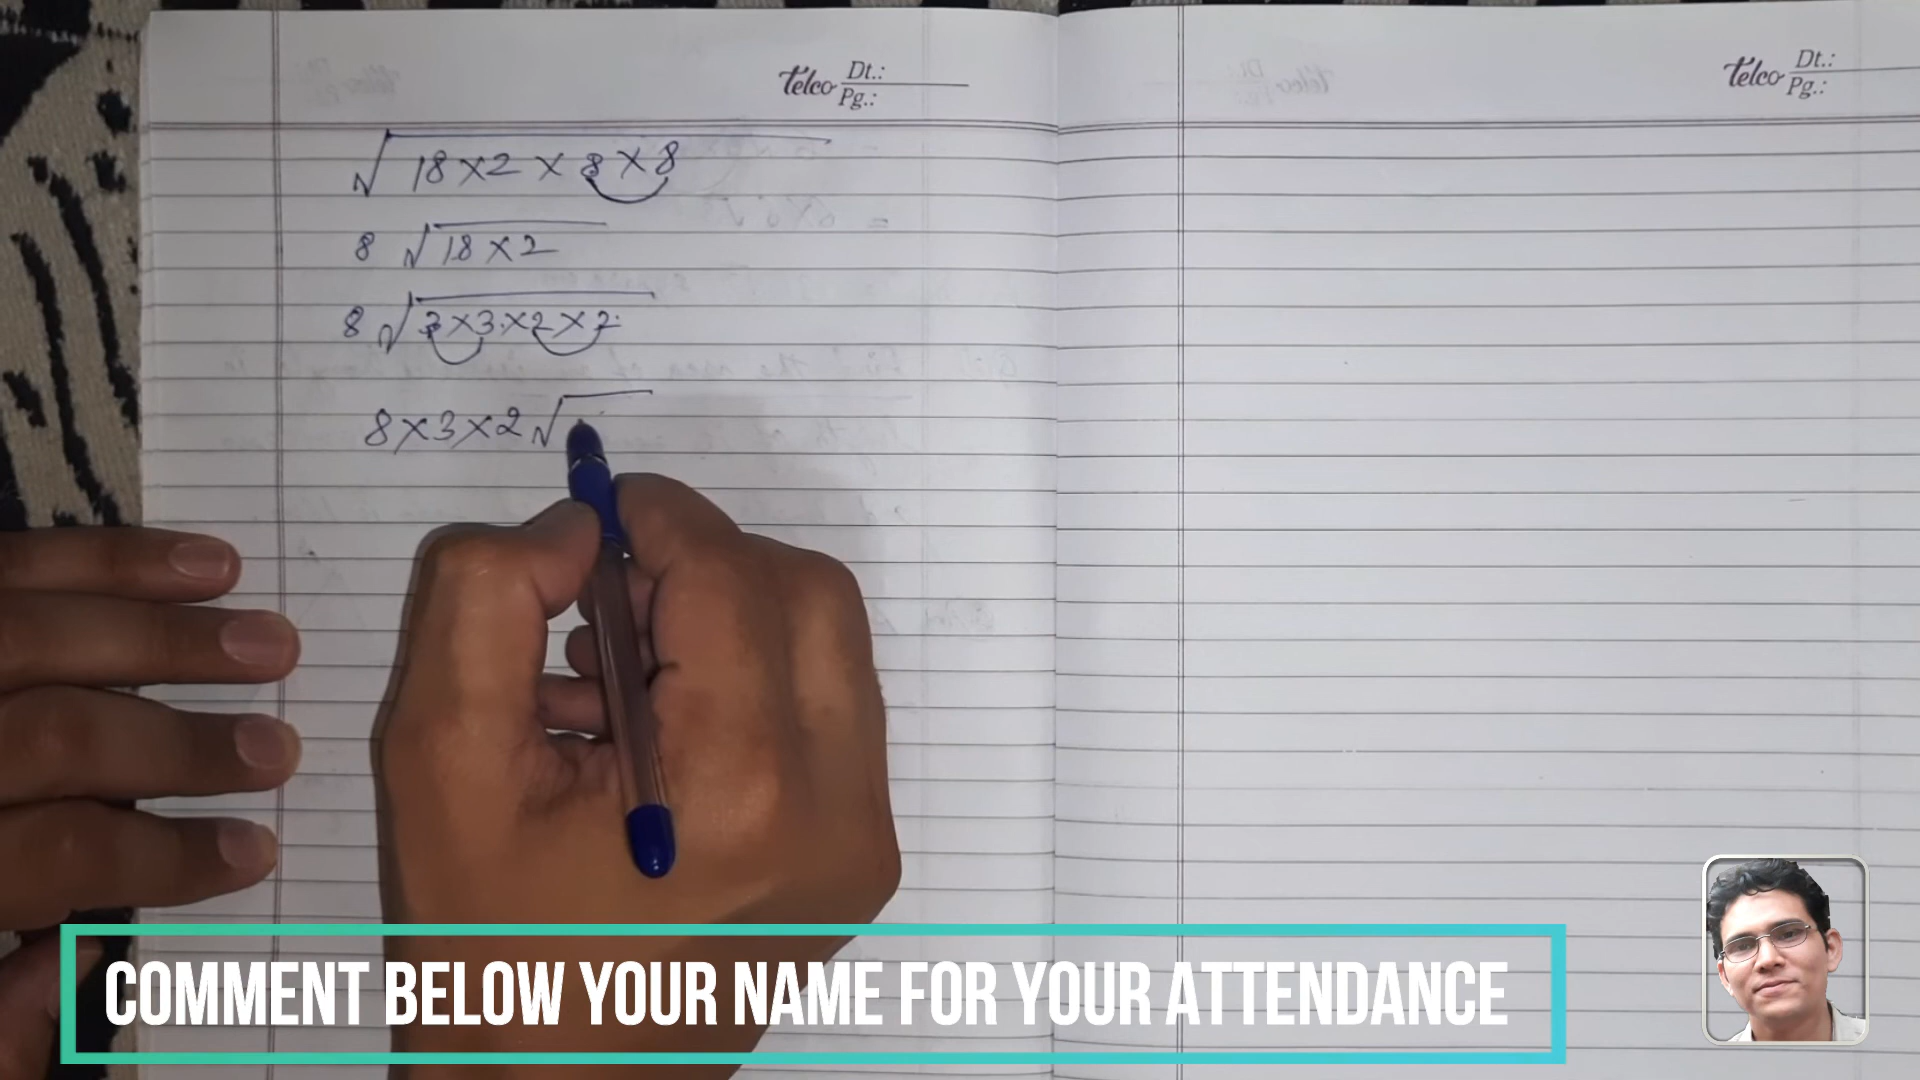 Telco Dt.:
Pg.:
Telco Dt.:
Pg.:
√18×2×8×8
8 √18×2
8 √3×3×2×2
8×3×2√
COMMENT BELOW YOUR NAME FOR YOUR ATTENDANCE